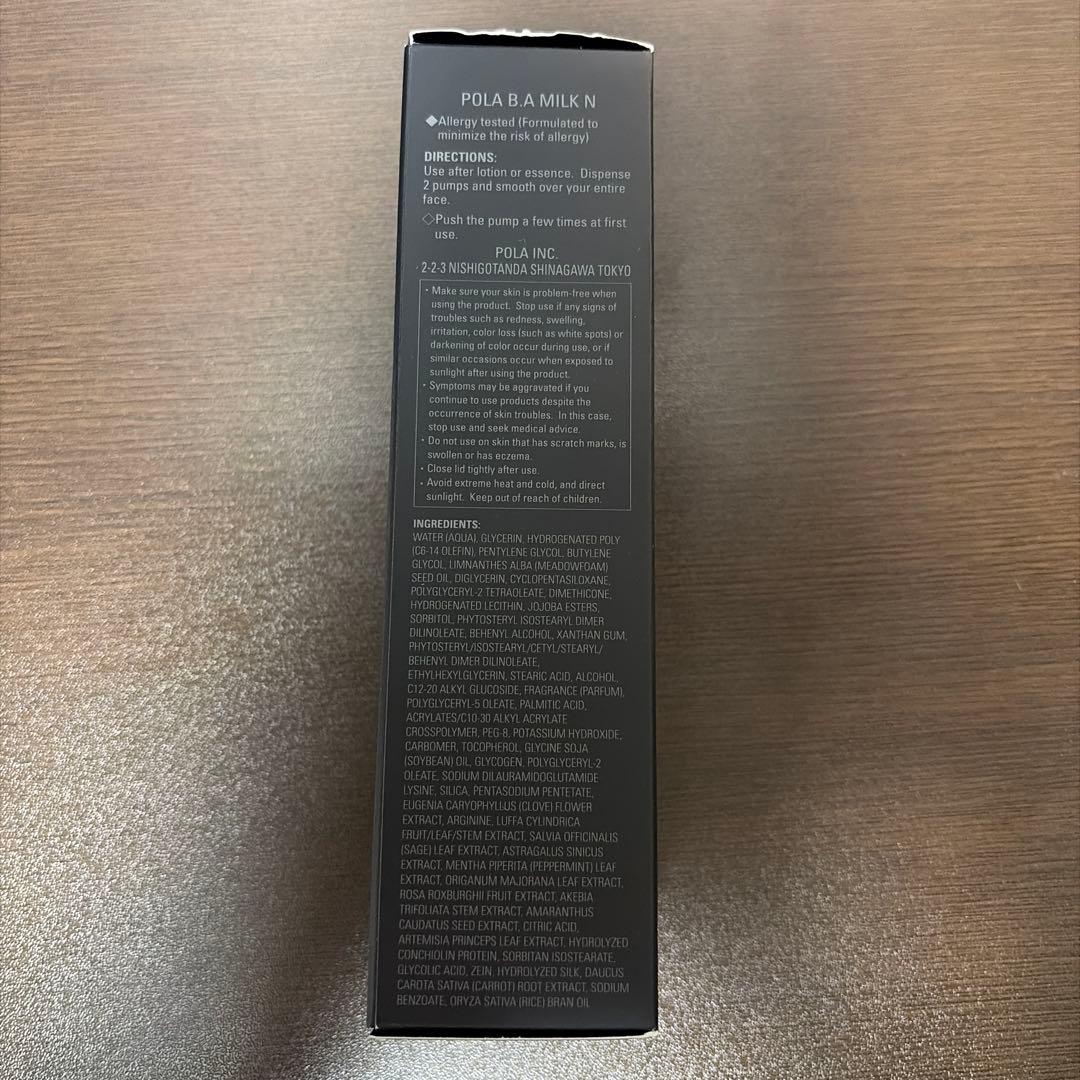 POLA B.A MILK N
◆Allergy tested (Formulated to
minimize the risk of allergy)
DIRECTIONS:
Use after lotion or essence. Dispense
2 pumps and smooth over your entire
face.
◇Push the pump a few times at first
use.
POLA INC.
2-2-3 NISHIGOTANDA SHINAGAWA TOKYO
・Make sure your skin is problem-free when
using the product. Stop use if any signs of
troubles such as redness, swelling,
irritation, color loss (such as white spots) or
darkening of color occur during use, or if
similar occasions occur when exposed to
sunlight after using the product.
・Symptoms may be aggravated if you
continue to use products despite the
occurrence of skin troubles. In this case,
stop use and seek medical advice.
・Do not use on skin that has scratch marks, is
swollen or has eczema.
・Close lid tightly after use.
・Avoid extreme heat and cold, and direct
sunlight. Keep out of reach of children.
INGREDIENTS:
WATER (AQUA), GLYCERIN, HYDROGENATED POLY
(C6-14 OLEFIN), PENTYLENE GLYCOL, BUTYLENE
GLYCOL, LIMNANTHES ALBA (MEADOWFOAM)
SEED OIL, DIGLYCERIN, CYCLOPENTASILOXANE,
POLYGLYCERYL-2 TETRAOLEATE, DIMETHICONE,
HYDROGENATED LECITHIN, JOJOBA ESTERS,
SORBITOL, PHYTOSTERYL ISOSTEARYL DIMER
DILINOLEATE, BEHENYL ALCOHOL, XANTHAN GUM,
PHYTOSTERYL/ISOSTEARYL/CETYL/STEARYL/
BEHENYL DIMER DILINOLEATE,
ETHYLHEXYLGLYCERIN, STEARIC ACID, ALCOHOL,
C12-20 ALKYL GLUCOSIDE, FRAGRANCE (PARFUM),
POLYGLYCERYL-5 OLEATE, PALMITIC ACID,
ACRYLATES/C10-30 ALKYL ACRYLATE
CROSSPOLYMER, PEG-8, POTASSIUM HYDROXIDE,
CARBOMER, TOCOPHEROL, GLYCINE SOJA
(SOYBEAN) OIL, GLYCOGEN, POLYGLYCERYL-2
OLEATE, SODIUM DILAURAMIDOGLUTAMIDE
LYSINE, SILICA, PENTASODIUM PENTETATE,
EUGENIA CARYOPHYLLUS (CLOVE) FLOWER
EXTRACT, ARGININE, LUFFA CYLINDRICA
FRUIT/LEAF/STEM EXTRACT, SALVIA OFFICINALIS
(SAGE) LEAF EXTRACT, ASTRAGALUS SINICUS
EXTRACT, MENTHA PIPERITA (PEPPERMINT) LEAF
EXTRACT, ORIGANUM MAJORANA LEAF EXTRACT,
ROSA ROXBURGHII FRUIT EXTRACT, AKEBIA
TRIFOLIATA STEM EXTRACT, AMARANTHUS
CAUDATUS SEED EXTRACT, CITRIC ACID,
ARTEMISIA PRINCEPS LEAF EXTRACT, HYDROLYZED
CONCHIOLIN PROTEIN, SORBITAN ISOSTEARATE,
GLYCOLIC ACID, ZEIN, HYDROLYZED SILK, DAUCUS
CAROTA SATIVA (CARROT) ROOT EXTRACT, SODIUM
BENZOATE, ORYZA SATIVA (RICE) BRAN OIL